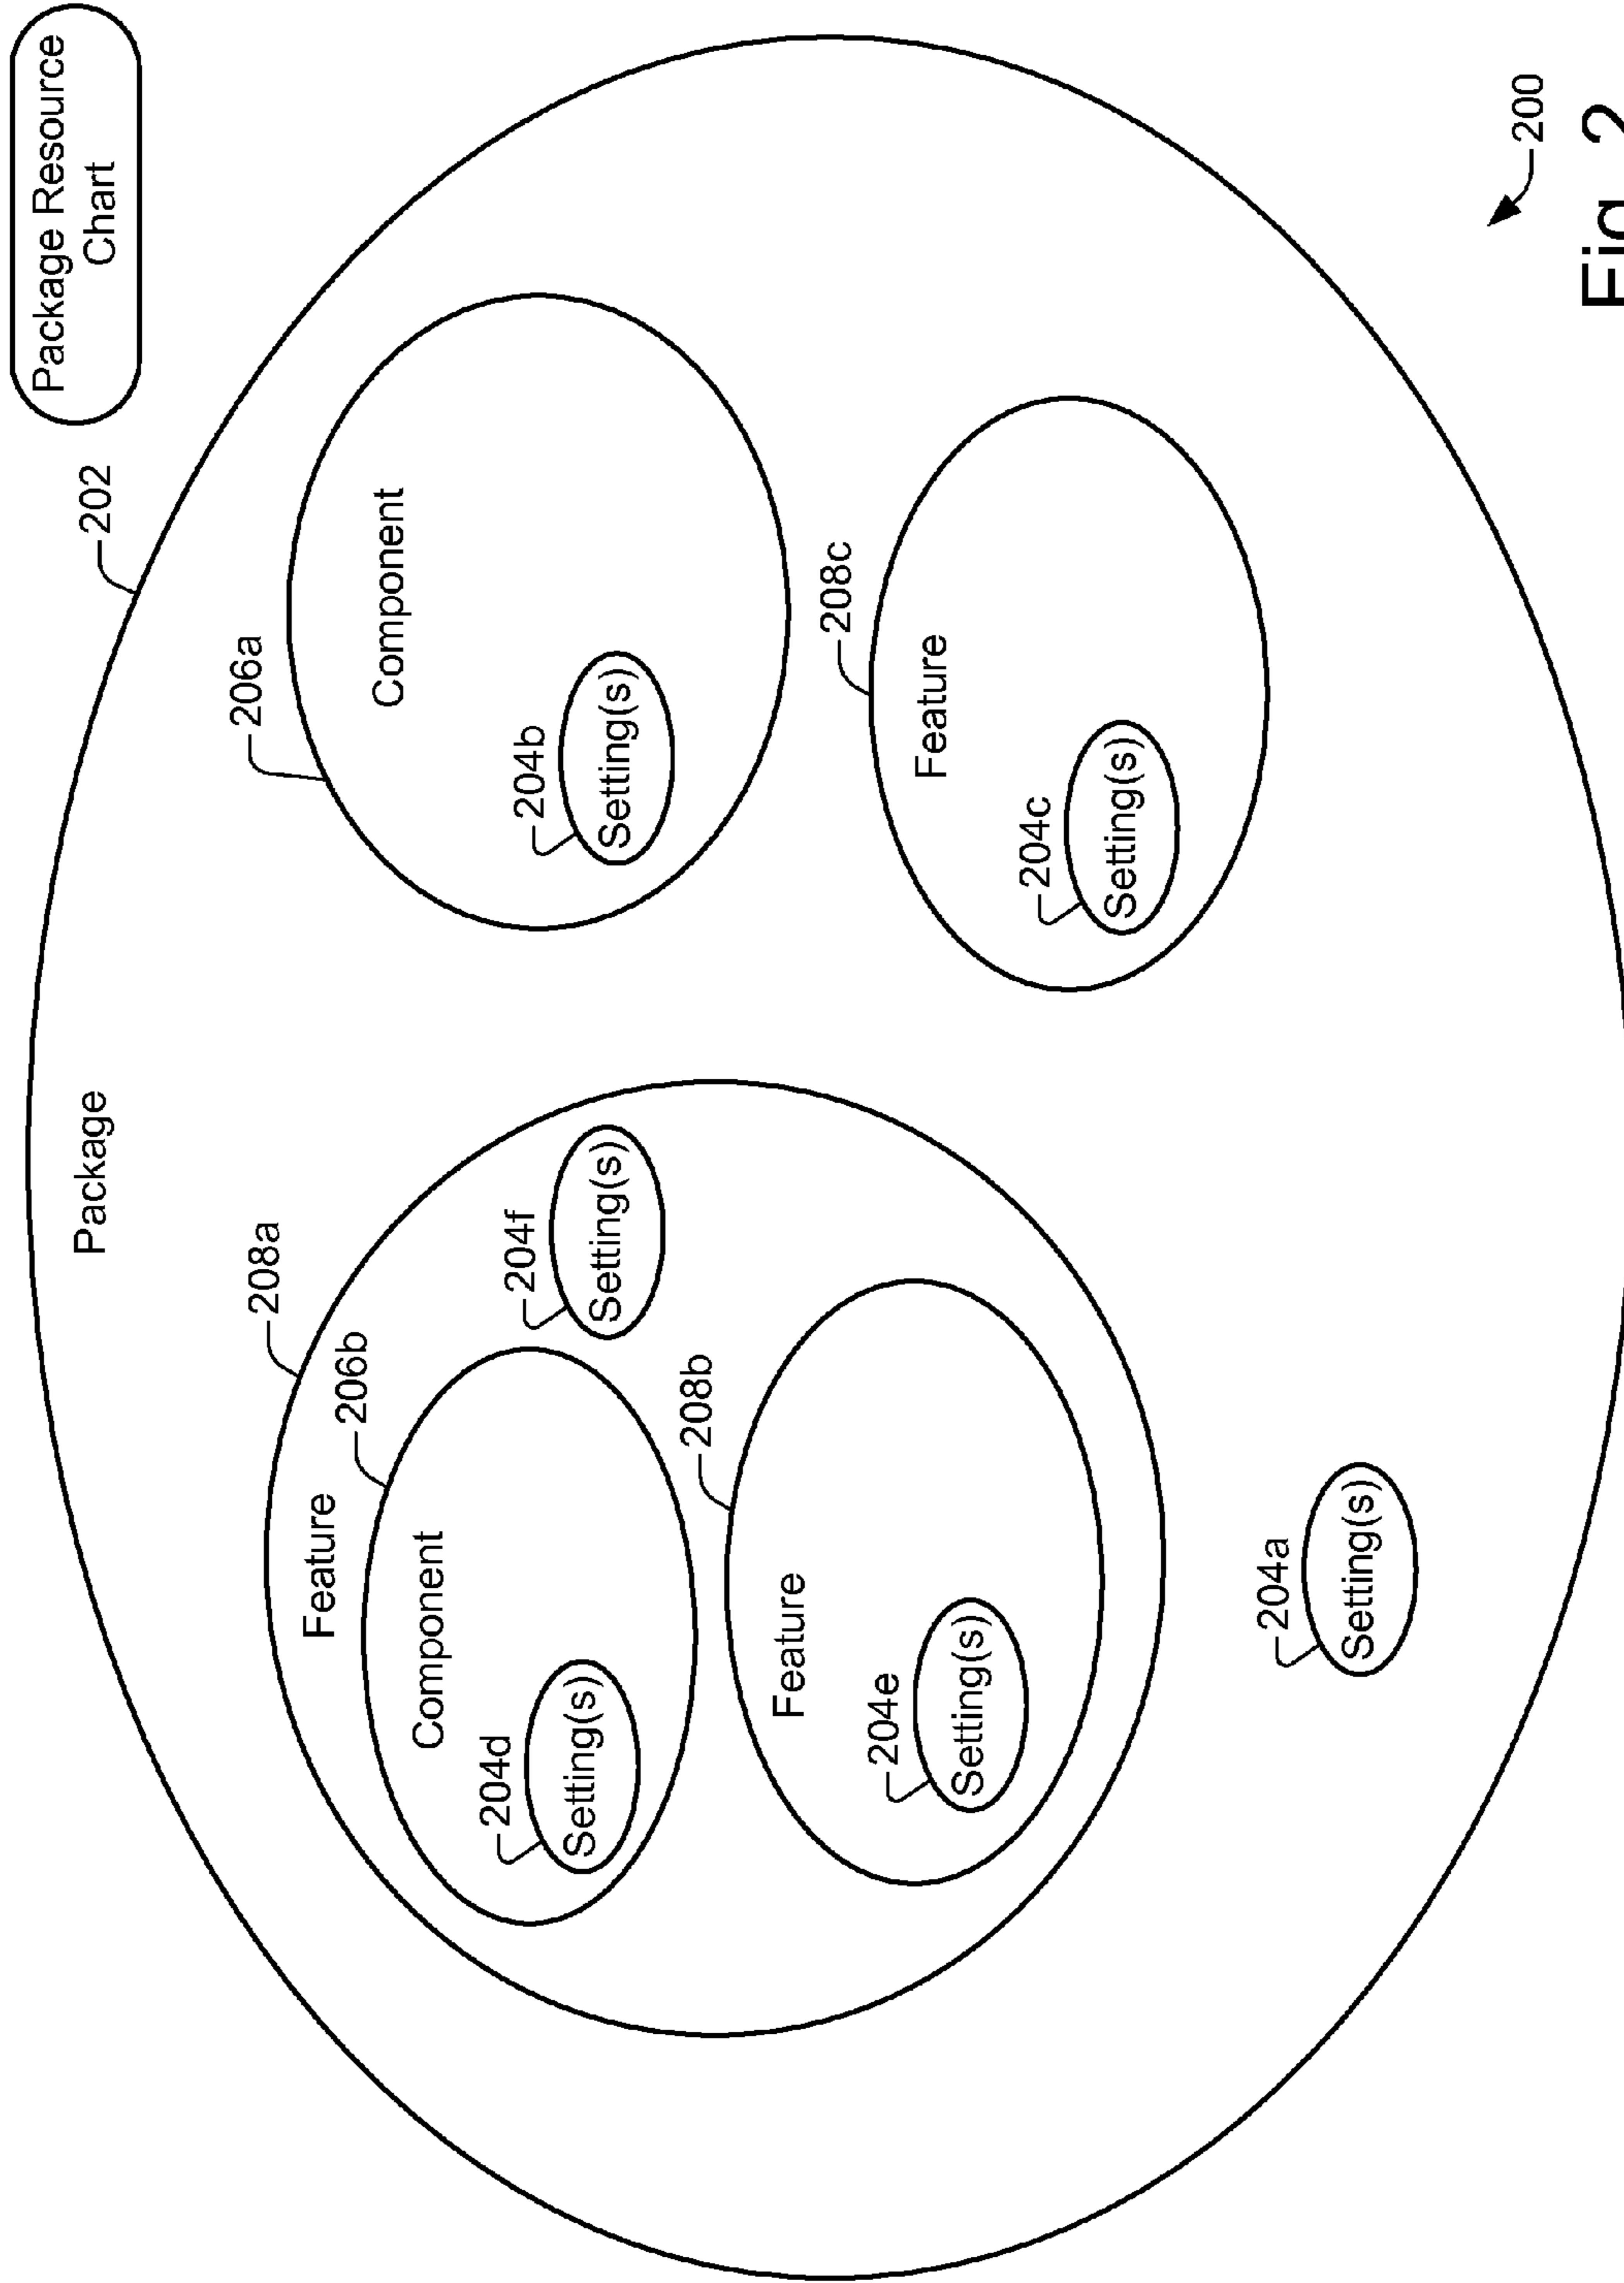 Package Resource
Chart
Package
202
208a
Feature
206b
Component
204d
Setting(s)
204f
Setting(s)
208b
Feature
204e
Setting(s)
204a
Setting(s)
206a
Component
204b
Setting(s)
208c
Feature
204c
Setting(s)
200
Fig. 2